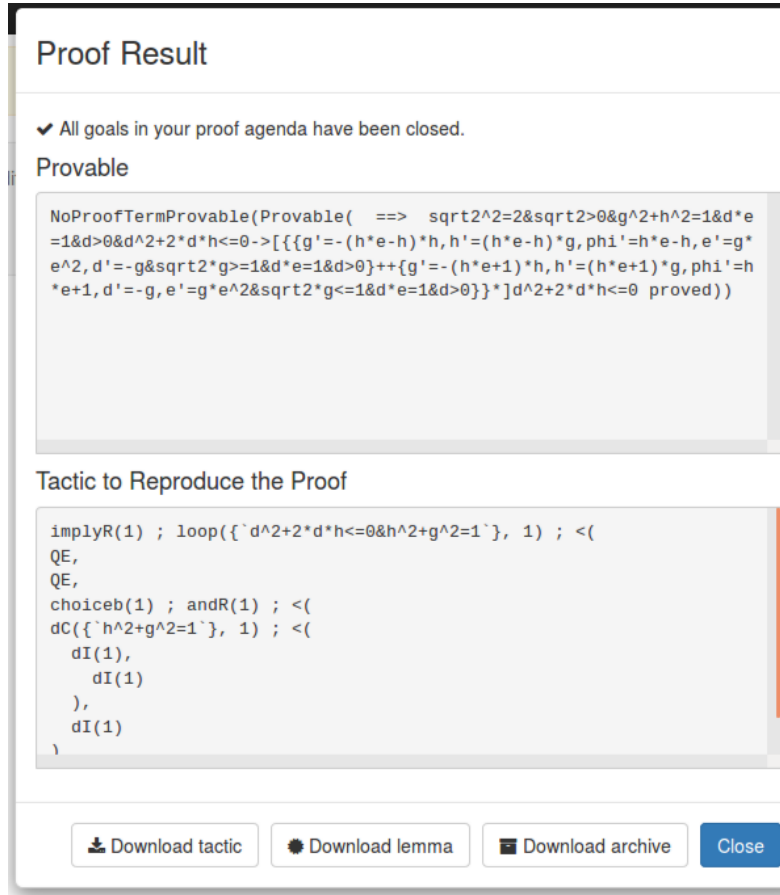 Proof Result
✔ All goals in your proof agenda have been closed.
Provable
NoProofTermProvable(Provable(  ==>  sqrt2^2=2&sqrt2>0&g^2+h^2=1&d*e
=1&d>0&d^2+2*d*h<=0->[{{g'=-(h*e-h)*h,h'=(h*e-h)*g,phi'=h*e-h,e'=g*
e^2,d'=-g&sqrt2*g>=1&d*e=1&d>0}++{g'=-(h*e+1)*h,h'=(h*e+1)*g,phi'=h
*e+1,d'=-g,e'=g*e^2&sqrt2*g<=1&d*e=1&d>0}}*]d^2+2*d*h<=0 proved))
Tactic to Reproduce the Proof
implyR(1) ; loop({`d^2+2*d*h<=0&h^2+g^2=1`}, 1) ; <(
QE,
QE,
choiceb(1) ; andR(1) ; <(
dC({`h^2+g^2=1`}, 1) ; <(
  dI(1),
    dI(1)
  ),
  dI(1)
)
Download tactic
Download lemma
Download archive
Close